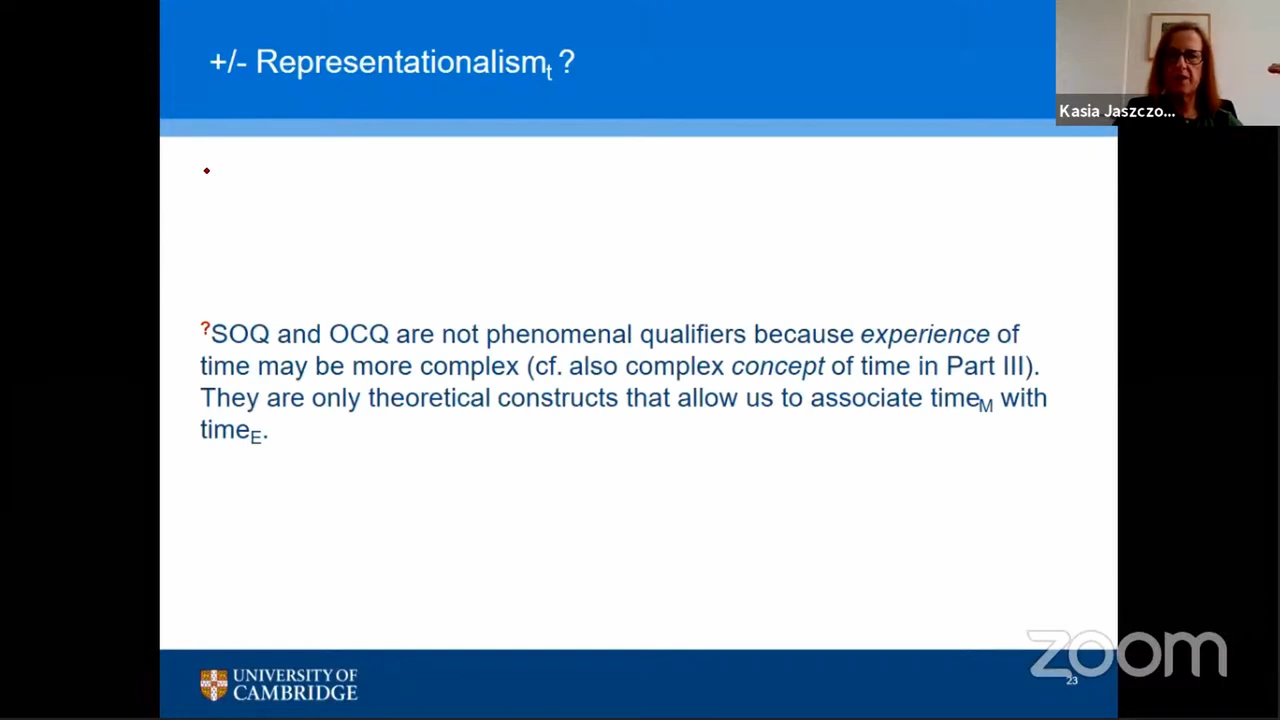 +/- Representationalismt ?
Kasia Jaszczo...
?SOQ and OCQ are not phenomenal qualifiers because experience of
time may be more complex (cf. also complex concept of time in Part III).
They are only theoretical constructs that allow us to associate timeM with
timeE.
UNIVERSITY OF
CAMBRIDGE
zoom
23